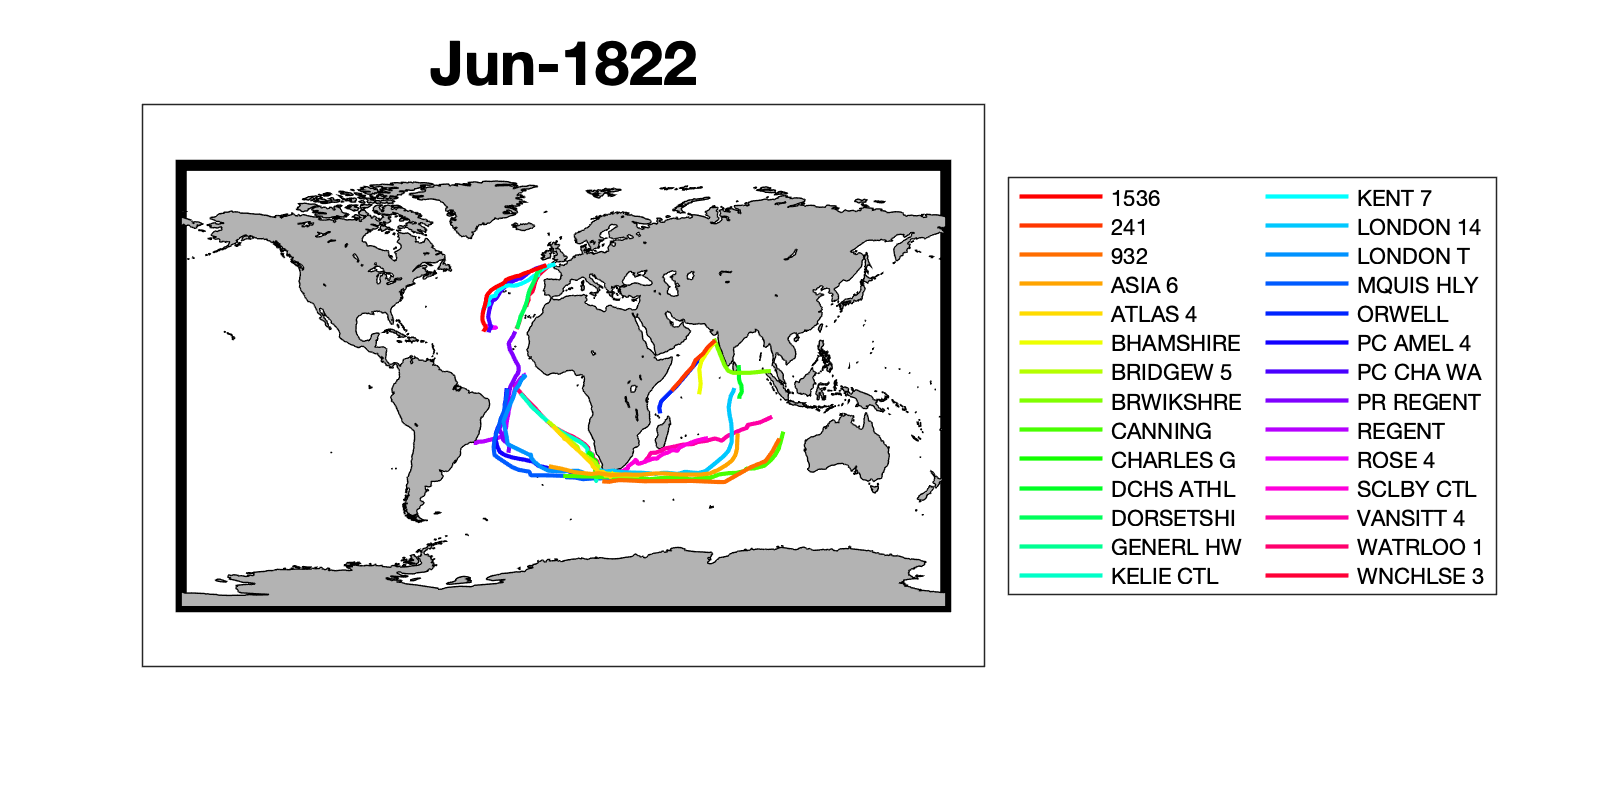 Jun-1822
1536
241
932
ASIA 6
ATLAS 4
BHAMSHIRE
BRIDGEW 5
BRWIKSHRE
CANNING
CHARLES G
DCHS ATHL
DORSETSHI
GENERL HW
KELIE CTL
KENT 7
LONDON 14
LONDON T
MQUIS HLY
ORWELL
PC AMEL 4
PC CHA WA
PR REGENT
REGENT
ROSE 4
SCLBY CTL
VANSITT 4
WATRLOO 1
WNCHLSE 3